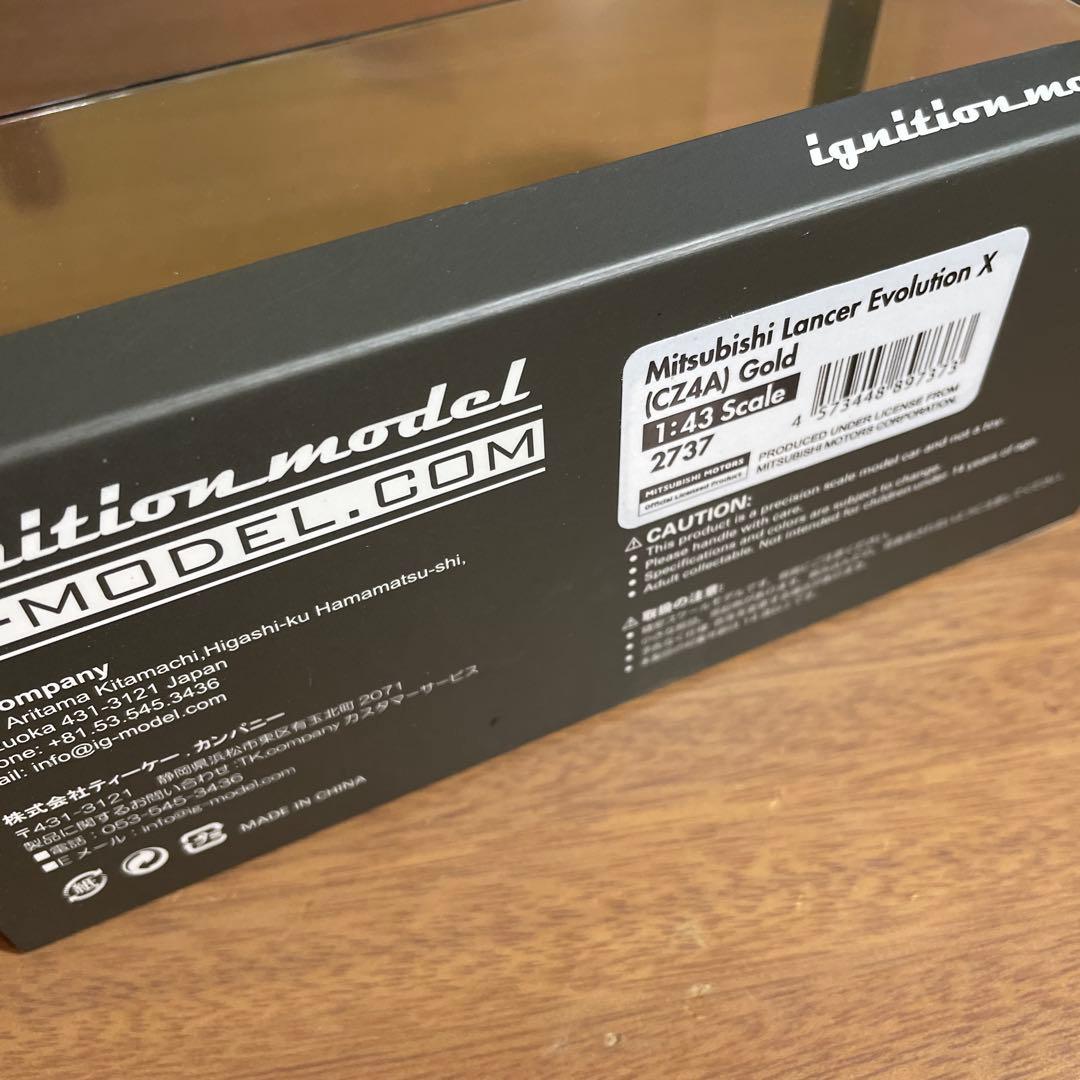 ignition mo
Mitsubishi Lancer Evolution X
(CZ4A) Gold
1:43 Scale
2737
4 573448 897373
MITSUBISHI MOTORS
Official Licensed Product
PRODUCED UNDER LICENSE FROM
MITSUBISHI MOTORS CORPORATION.
⚠ CAUTION:
• This product is a precision scale model car and not a toy.
• Please handle with care.
• Specifications and colors are subject to change.
• Adult collectable. Not intended for children under 14 years of age.
⚠ 取扱の注意:
nition model
-MODEL.COM
ompany
Aritama Kitamachi,Higashi-ku Hamamatsu-shi,
uoka 431-3121 Japan
one: +81.53.545.3436
ail: info@ig-model.com
株式会社ティーケー.カンパニー
〒431-3121 静岡県浜松市東区有玉北町 2071
製品に関するお問い合わせ:TK.company カスタマーサービス
■電話:053-545-3436
■Eメール:info@ig-model.com
紙
プラ
MADE IN CHINA